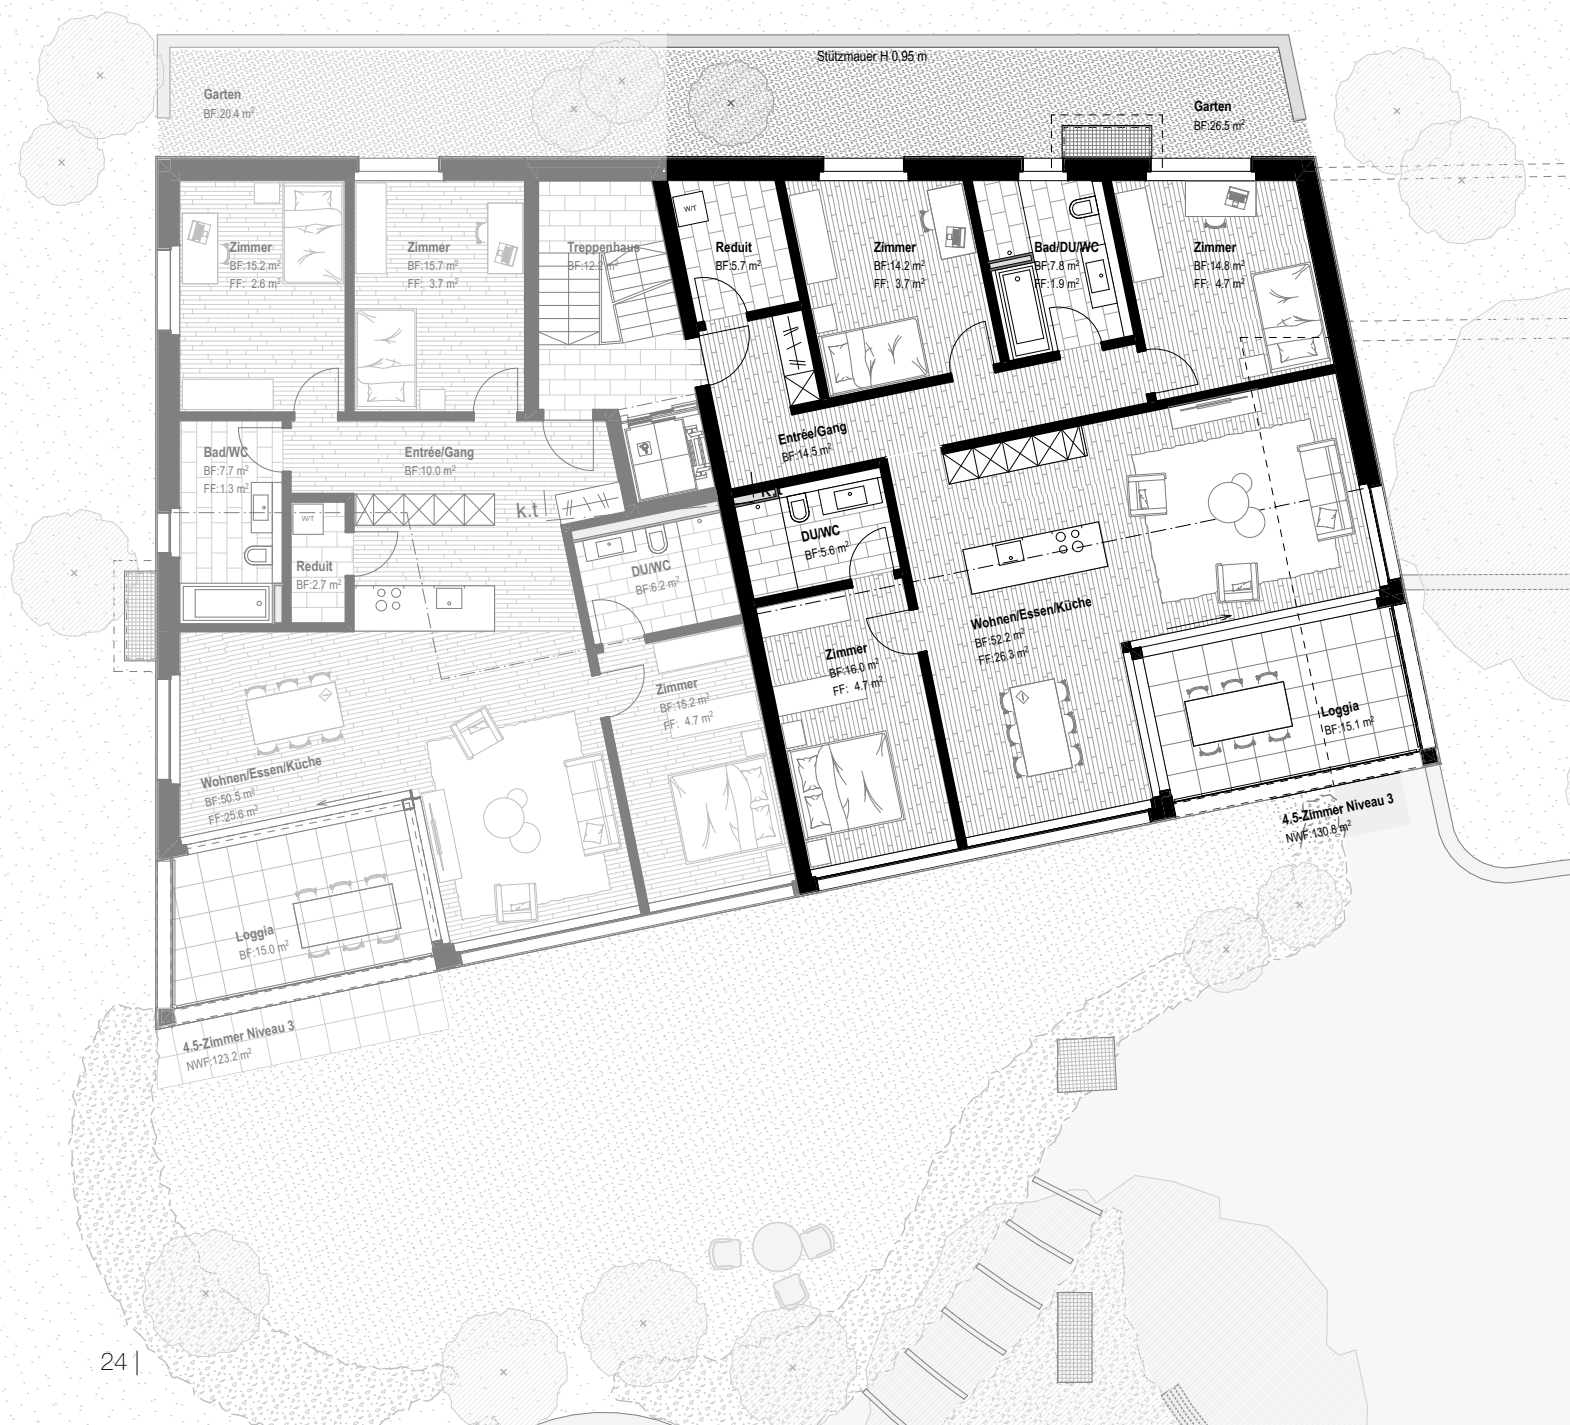 Stützmauer H 0.95 m
Garten
BF:20.4 m²
Garten
BF:26.5 m²
Zimmer
BF:15.2 m²
FF: 2.6 m²
Zimmer
BF:15.7 m²
FF: 3.7 m²
Treppenhaus
W/T
Reduit
BF:5.7 m²
Zimmer
BF:14.2 m²
FF: 3.7 m²
Bad/DU/WC
BF:7.8 m²
FF:1.9 m²
Zimmer
BF:14.8 m²
FF: 4.7 m²
Bad/WC
BF:7.7 m²
FF:1.3 m²
Entrée/Gang
BF:10.0 m²
Entrée/Gang
BF:14.5 m²
k.t
k.t
W/T
Reduit
BF:2.7 m²
DU/WC
BF:6.2 m²
DU/WC
BF:5.6 m²
Wohnen/Essen/Küche
BF:52.2 m²
FF:26.3 m²
Zimmer
BF:16.0 m²
FF: 4.7 m²
Zimmer
BF:15.2 m²
FF: 4.7 m²
Loggia
BF:15.1 m²
Wohnen/Essen/Küche
BF:50.5 m²
FF:25.6 m²
4.5-Zimmer Niveau 3
NWF:130.8 m²
Loggia
BF:15.0 m²
4.5-Zimmer Niveau 3
NWF:123.2 m²
24 |